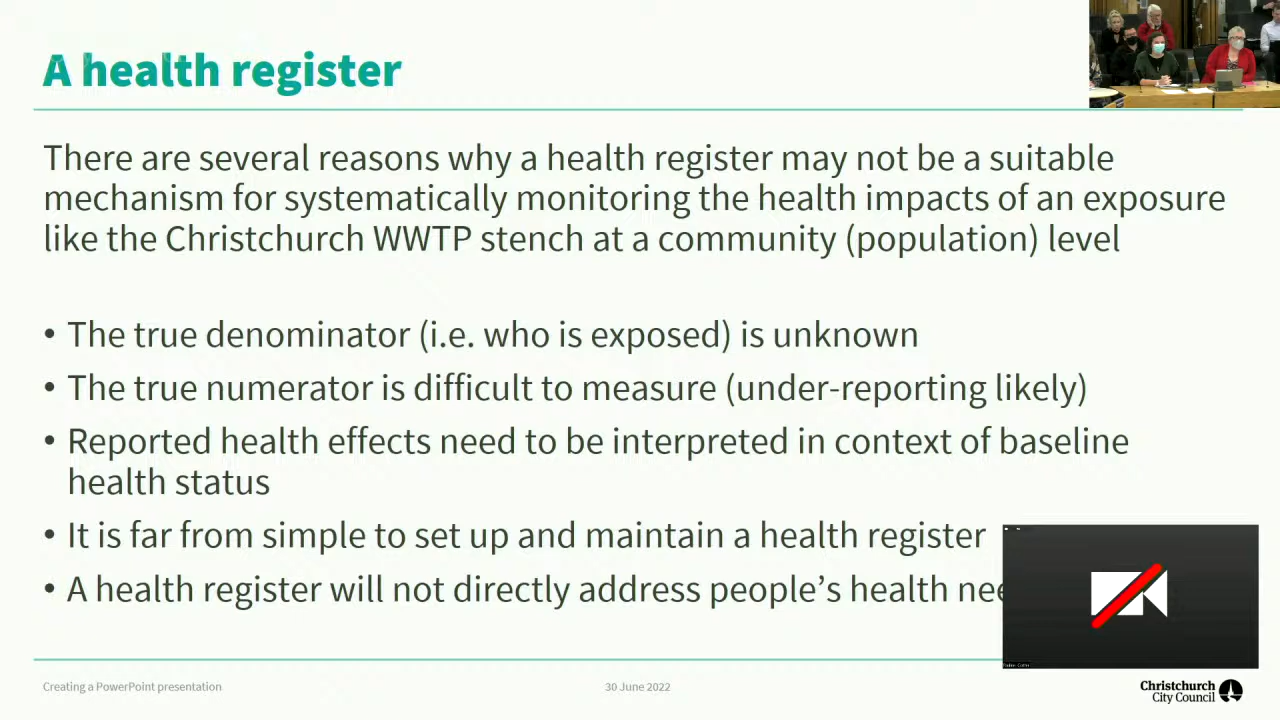 A health register
There are several reasons why a health register may not be a suitable
mechanism for systematically monitoring the health impacts of an exposure
like the Christchurch WWTP stench at a community (population) level
• The true denominator (i.e. who is exposed) is unknown
• The true numerator is difficult to measure (under-reporting likely)
• Reported health effects need to be interpreted in context of baseline
health status
• It is far from simple to set up and maintain a health register
• A health register will not directly address people’s health nee
Creating a PowerPoint presentation
30 June 2022
Christchurch
City Council